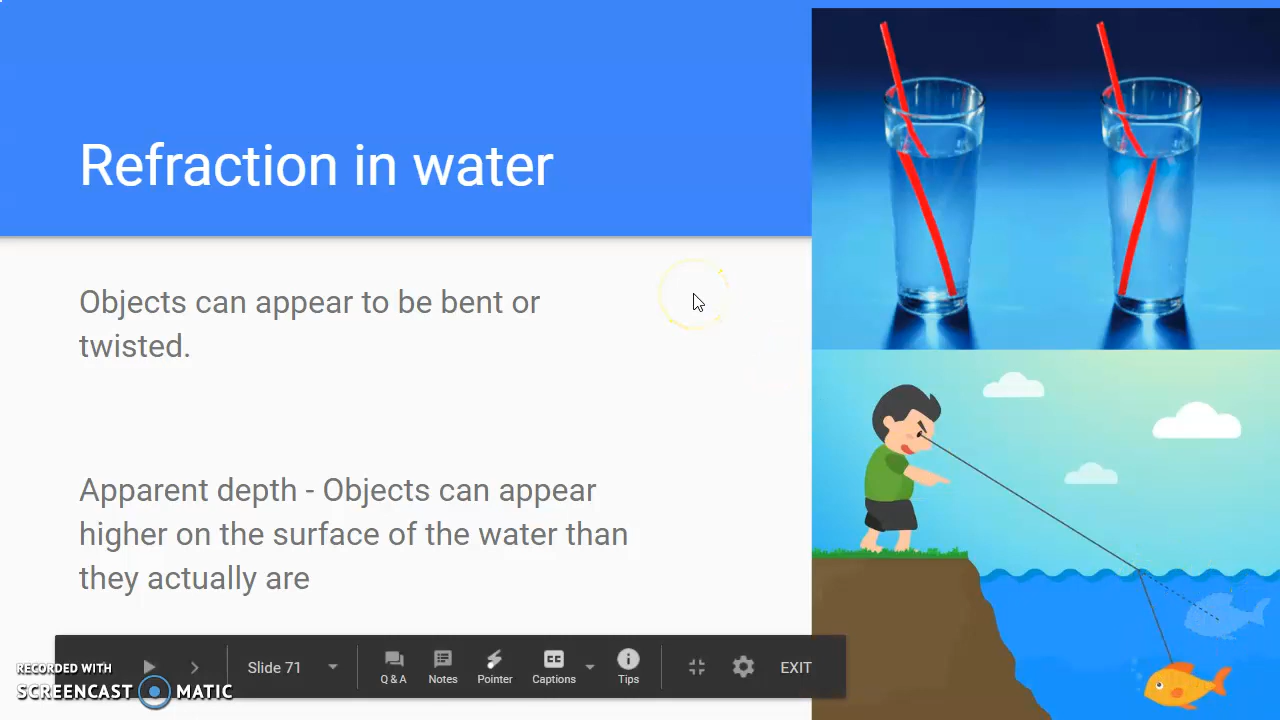 Refraction in water
Objects can appear to be bent or
twisted.
Apparent depth - Objects can appear
higher on the surface of the water than
they actually are
Slide 71
Q & A
Notes
Pointer
CC
Captions
Tips
EXIT
RECORDED WITH
SCREENCAST MATIC